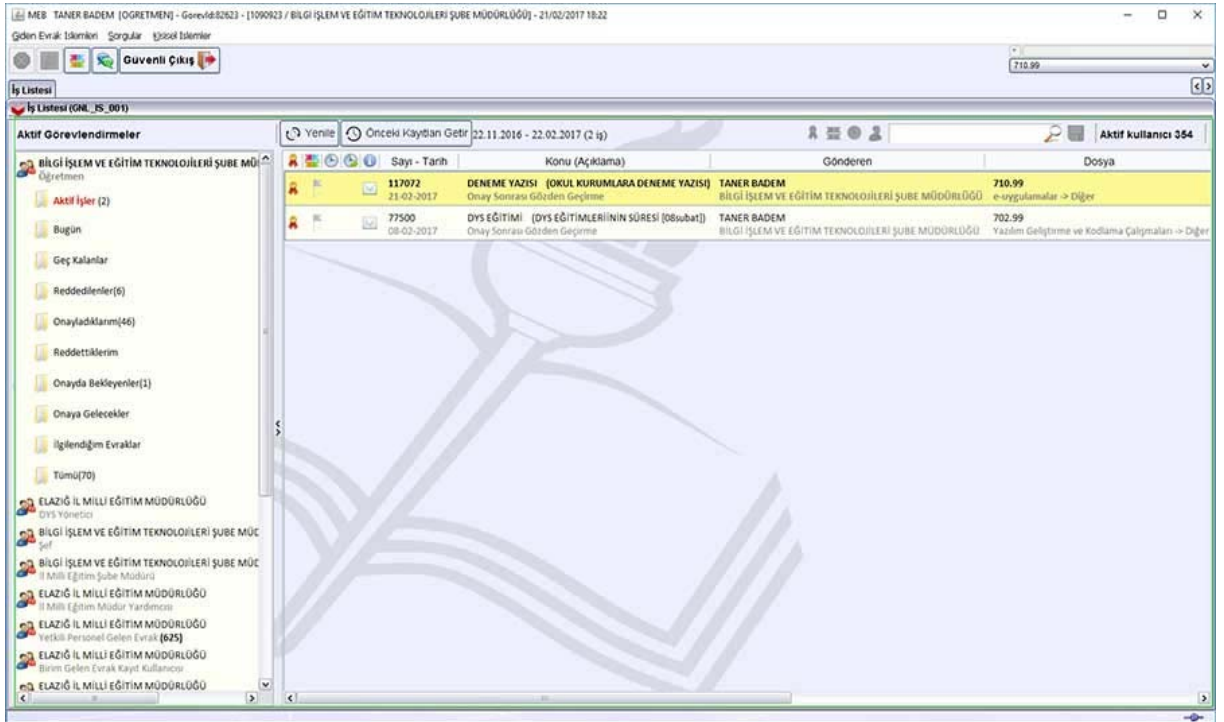 MEB TANER BADEM [OGRETMEN] - GorevId:82623 - [1090923 / BİLGİ İŞLEM VE EĞİTİM TEKNOLOJİLERİ ŞUBE MÜDÜRLÜĞÜ] - 21/02/2017 18:22
Giden Evrak İşlemleri Sorgular Kişisel İşlemler
Güvenli Çıkış
710.99
İş Listesi
İş Listesi (GNL_IS_001)
Aktif Görevlendirmeler
Yenile Önceki Kayıtları Getir 22.11.2016 - 22.02.2017 (2 iş) Aktif kullanıcı 354
Sayı - Tarih Konu (Açıklama) Gönderen Dosya
117072 DENEME YAZISI (OKUL KURUMLARA DENEME YAZISI) TANER BADEM 710.99
21-02-2017 Onay Sonrası Gözden Geçirme BİLGİ İŞLEM VE EĞİTİM TEKNOLOJİLERİ ŞUBE MÜDÜRLÜĞÜ e-uygulamalar -> Diğer
77500 DYS EĞİTİMİ (DYS EĞİTİMLERİİNİN SÜRESİ [08subat]) TANER BADEM 702.99
08-02-2017 Onay Sonrası Gözden Geçirme BİLGİ İŞLEM VE EĞİTİM TEKNOLOJİLERİ ŞUBE MÜDÜRLÜĞÜ Yazılım Geliştirme ve Kodlama Çalışmaları -> Diğer
BİLGİ İŞLEM VE EĞİTİM TEKNOLOJİLERİ ŞUBE MÜ
Öğretmen
Aktif İşler (2)
Bugün
Geç Kalanlar
Reddedilenler(6)
Onayladıklarım(46)
Reddettiklerim
Onayda Bekleyenler(1)
Onaya Gelecekler
İlgilendiğim Evraklar
Tümü(70)
ELAZIĞ İL MİLLİ EĞİTİM MÜDÜRLÜĞÜ
DYS Yönetici
BİLGİ İŞLEM VE EĞİTİM TEKNOLOJİLERİ ŞUBE MÜD
Şef
BİLGİ İŞLEM VE EĞİTİM TEKNOLOJİLERİ ŞUBE MÜD
İl Milli Eğitim Şube Müdürü
ELAZIĞ İL MİLLİ EĞİTİM MÜDÜRLÜĞÜ
İl Milli Eğitim Müdür Yardımcısı
ELAZIĞ İL MİLLİ EĞİTİM MÜDÜRLÜĞÜ
Yetkili Personel Gelen Evrak (625)
ELAZIĞ İL MİLLİ EĞİTİM MÜDÜRLÜĞÜ
Birim Gelen Evrak Kayıt Kullanıcısı
ELAZIĞ İL MİLLİ EĞİTİM MÜDÜRLÜĞÜ